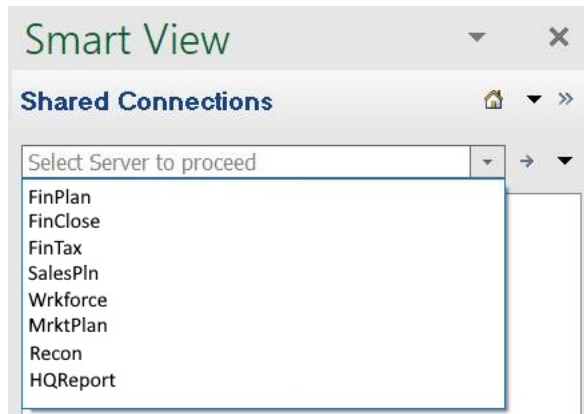 Smart View
Shared Connections
Select Server to proceed
FinPlan
FinClose
FinTax
SalesPln
Wrkforce
MrktPlan
Recon
HQReport